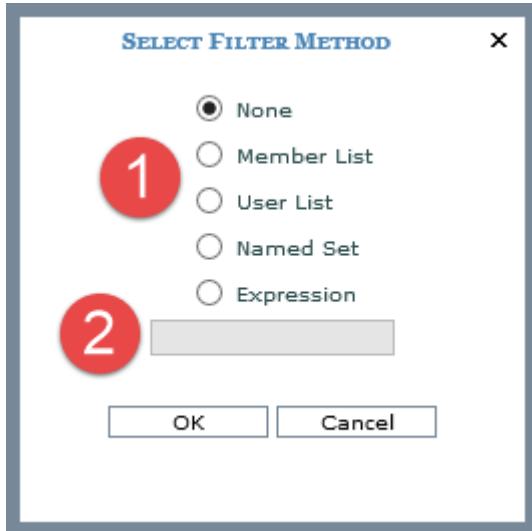 Select Filter Method
None
1
Member List
User List
Named Set
Expression
2
OK Cancel